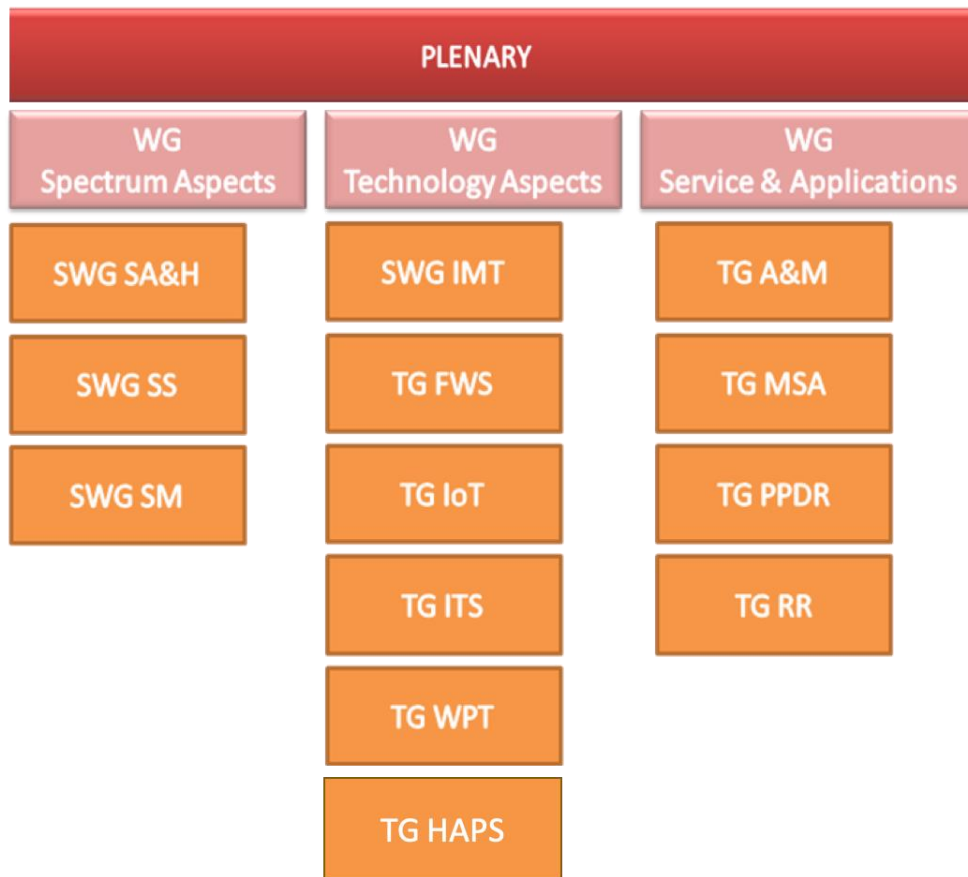 PLENARY
WG
Spectrum Aspects
WG
Technology Aspects
WG
Service & Applications
SWG SA&H
SWG SS
SWG SM
SWG IMT
TG FWS
TG IoT
TG ITS
TG WPT
TG HAPS
TG A&M
TG MSA
TG PPDR
TG RR